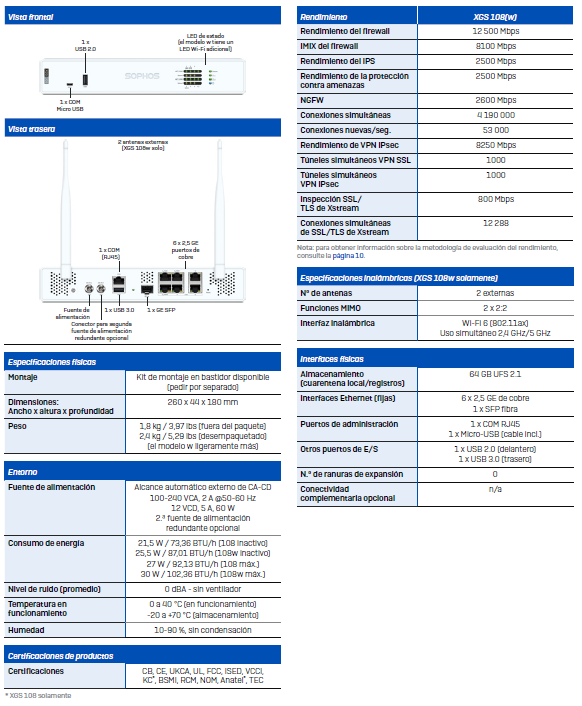 Vista frontal
1 x
USB 2.0
LED de estado
(el modelo w tiene un
LED Wi-Fi adicional)
SOPHOS
1 x COM
Micro USB
Vista trasera
2 antenas externas
(XGS 108w solo)
1 x COM
(RJ45)
6 x 2,5 GE
puertos de
cobre
Fuente de
alimentación
1 x USB 3.0
1 x GE SFP
Conector para segunda
fuente de alimentación
redundante opcional
Especificaciones físicas
Montaje
Kit de montaje en bastidor disponible
(pedir por separado)
Dimensiones:
Ancho x altura x profundidad
260 x 44 x 180 mm
Peso
1,8 kg / 3,97 lbs (fuera del paquete)
2,4 kg / 5,29 lbs (desempaquetado)
(el modelo w ligeramente más)
Entorno
Fuente de alimentación
Alcance automático externo de CA-CD
100-240 VCA, 2 A @50-60 Hz
12 VCD, 5 A, 60 W
2.ª fuente de alimentación
redundante opcional
Consumo de energía
21,5 W / 73,36 BTU/h (108 inactivo)
25,5 W / 87,01 BTU/h (108w inactivo)
27 W / 92,13 BTU/h (108 máx.)
30 W / 102,36 BTU/h (108w máx.)
Nivel de ruido (promedio)
0 dBA - sin ventilador
Temperatura en
funcionamiento
0 a 40 °C (en funcionamiento)
-20 a +70 °C (almacenamiento)
Humedad
10-90 %, sin condensación
Certificaciones de productos
Certificaciones
CB, CE, UKCA, UL, FCC, ISED, VCCI,
KC*, BSMI, RCM, NOM, Anatel*, TEC
* XGS 108 solamente
Rendimiento
XGS 108(w)
Rendimiento del firewall
12 500 Mbps
IMIX del firewall
8100 Mbps
Rendimiento del IPS
2500 Mbps
Rendimiento de la protección
contra amenazas
2500 Mbps
NGFW
2600 Mbps
Conexiones simultáneas
4 190 000
Conexiones nuevas/seg.
53 000
Rendimiento de VPN IPsec
8250 Mbps
Túneles simultáneos VPN SSL
1000
Túneles simultáneos
VPN IPsec
1000
Inspección SSL/
TLS de Xstream
800 Mbps
Conexiones simultáneas
de SSL/TLS de Xstream
12 288
Nota: para obtener información sobre la metodología de evaluación del rendimiento,
consulte la página 10.
Especificaciones inalámbricas (XGS 108w solamente)
Nº de antenas
2 externas
Funciones MIMO
2 x 2:2
Interfaz inalámbrica
Wi-Fi 6 (802.11ax)
Uso simultáneo 2,4 GHz/5 GHz
Interfaces físicas
Almacenamiento
(cuarentena local/registros)
64 GB UFS 2.1
Interfaces Ethernet (fijas)
6 x 2,5 GE de cobre
1 x SFP fibra
Puertos de administración
1 x COM RJ45
1 x Micro-USB (cable incl.)
Otros puertos de E/S
1 x USB 2.0 (delantero)
1 x USB 3.0 (trasero)
N.º de ranuras de expansión
0
Conectividad
complementaria opcional
n/a